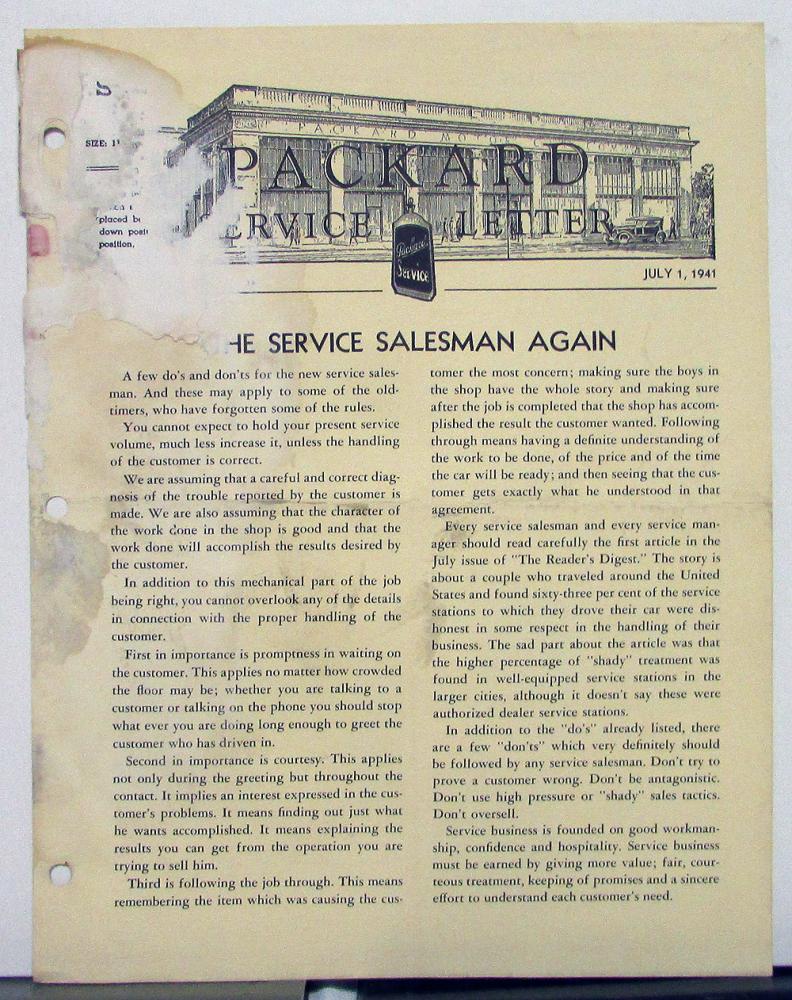 S
SIZE: 1
placed b
down posi
position,
PACKARD MOTOR
PACKARD
ERVICE LETTER
Packard
SERVICE
JULY 1, 1941
HE SERVICE SALESMAN AGAIN
A few do's and don'ts for the new service sales-
man. And these may apply to some of the old-
timers, who have forgotten some of the rules.
You cannot expect to hold your present service
volume, much less increase it, unless the handling
of the customer is correct.
We are assuming that a careful and correct diag-
nosis of the trouble reported by the customer is
made. We are also assuming that the character of
the work done in the shop is good and that the
work done will accomplish the results desired by
the customer.
In addition to this mechanical part of the job
being right, you cannot overlook any of the details
in connection with the proper handling of the
customer.
First in importance is promptness in waiting on
the customer. This applies no matter how crowded
the floor may be; whether you are talking to a
customer or talking on the phone you should stop
what ever you are doing long enough to greet the
customer who has driven in.
Second in importance is courtesy. This applies
not only during the greeting but throughout the
contact. It implies an interest expressed in the cus-
tomer's problems. It means finding out just what
he wants accomplished. It means explaining the
results you can get from the operation you are
trying to sell him.
Third is following the job through. This means
remembering the item which was causing the cus-
tomer the most concern; making sure the boys in
the shop have the whole story and making sure
after the job is completed that the shop has accom-
plished the result the customer wanted. Following
through means having a definite understanding of
the work to be done, of the price and of the time
the car will be ready; and then seeing that the cus-
tomer gets exactly what he understood in that
agreement.
Every service salesman and every service man-
ager should read carefully the first article in the
July issue of "The Reader's Digest." The story is
about a couple who traveled around the United
States and found sixty-three per cent of the service
stations to which they drove their car were dis-
honest in some respect in the handling of their
business. The sad part about the article was that
the higher percentage of "shady" treatment was
found in well-equipped service stations in the
larger cities, although it doesn't say these were
authorized dealer service stations.
In addition to the "do's" already listed, there
are a few "don'ts" which very definitely should
be followed by any service salesman. Don't try to
prove a customer wrong. Don't be antagonistic.
Don't use high pressure or "shady" sales tactics.
Don't oversell.
Service business is founded on good workman-
ship, confidence and hospitality. Service business
must be earned by giving more value; fair, cour-
teous treatment, keeping of promises and a sincere
effort to understand each customer's need.